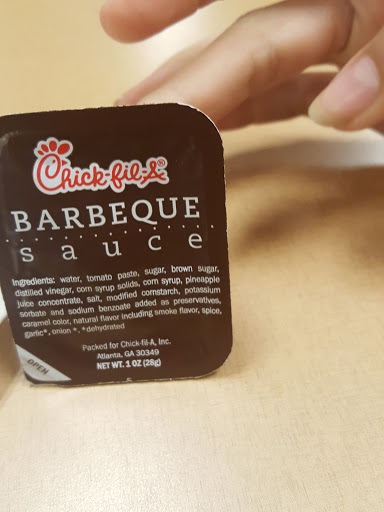 Chick-fil-A®
BARBEQUE
sauce
Ingredients: water, tomato paste, sugar, brown sugar,
distilled vinegar, corn syrup solids, corn syrup, pineapple
juice concentrate, salt, modified cornstarch, potassium
sorbate and sodium benzoate added as preservatives,
caramel color, natural flavor including smoke flavor, spice,
garlic*, onion *. *dehydrated
Packed for Chick-fil-A, Inc.
Atlanta, GA 30349
NET WT. 1 OZ (28g)
OPEN